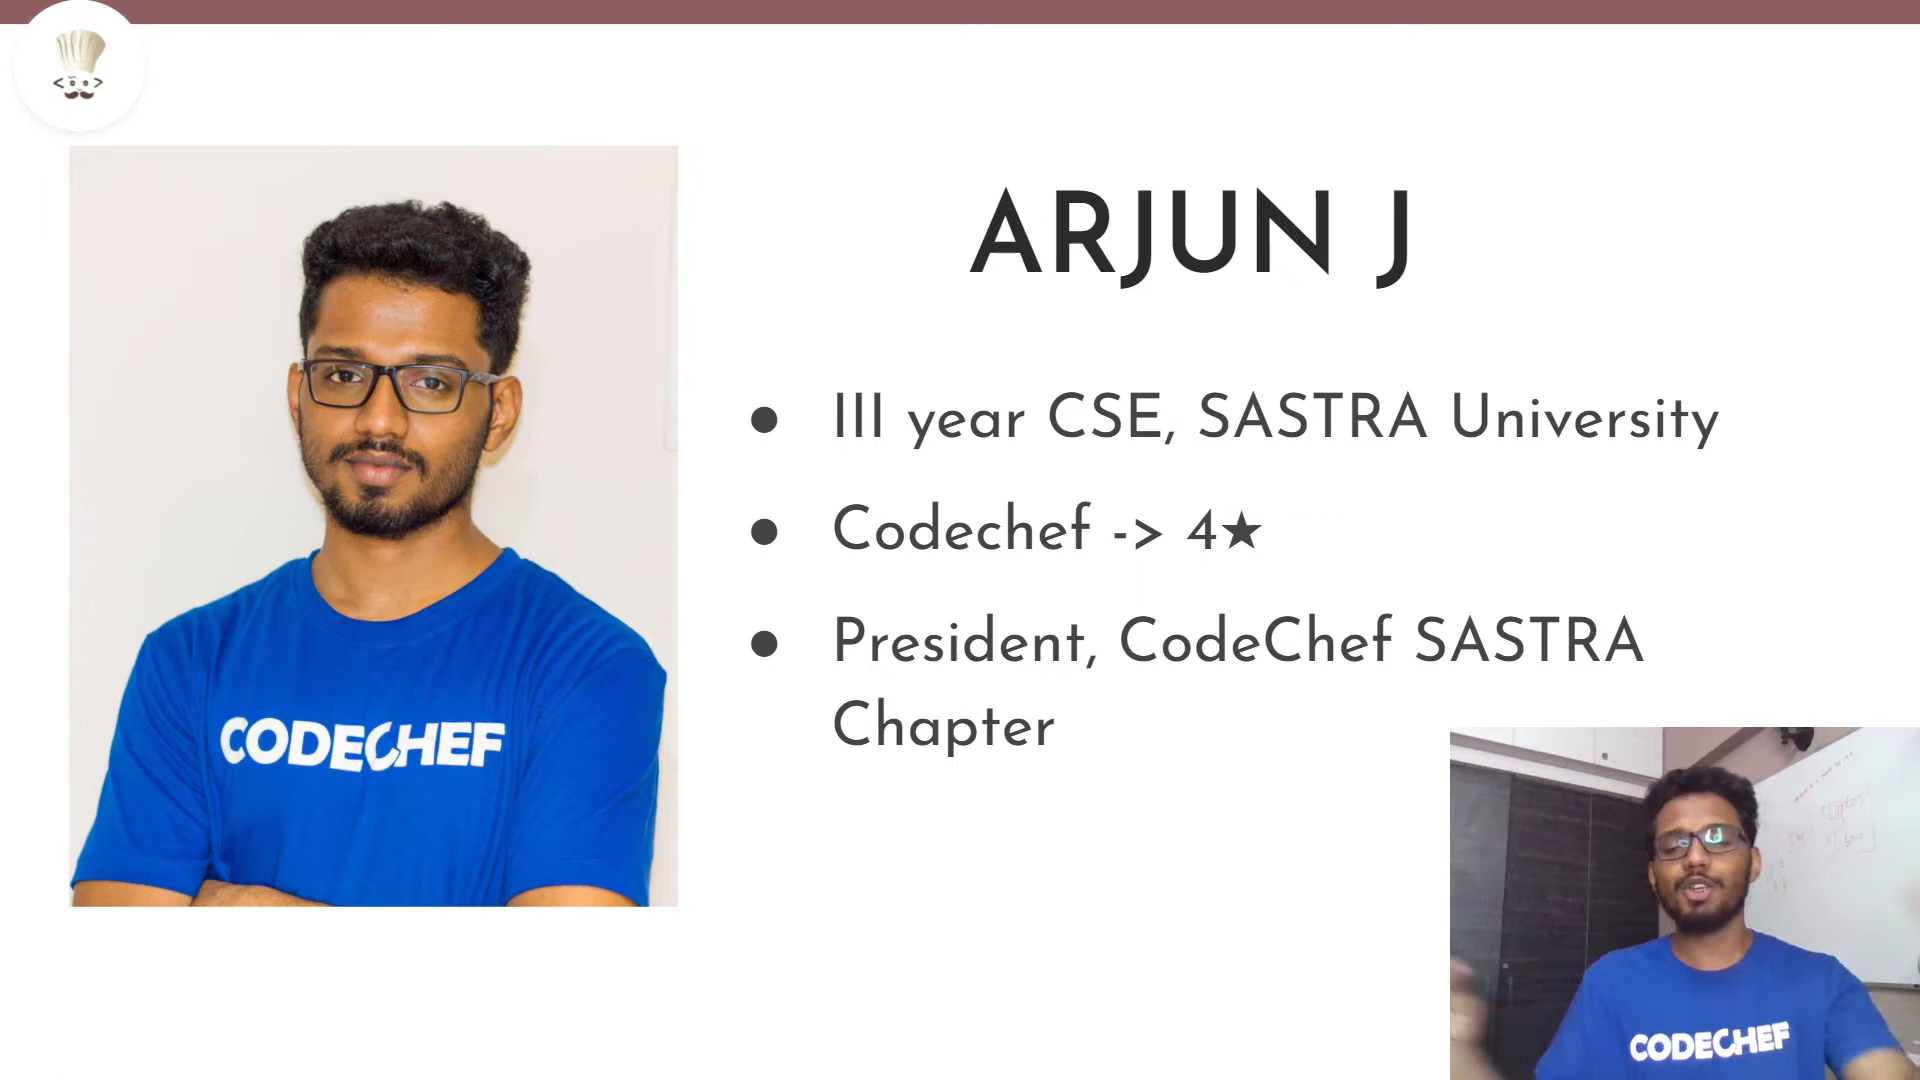 ARJUN J
● III year CSE, SASTRA University
● Codechef -> 4★
● President, CodeChef SASTRA
Chapter
CODECHEF
CODECHEF